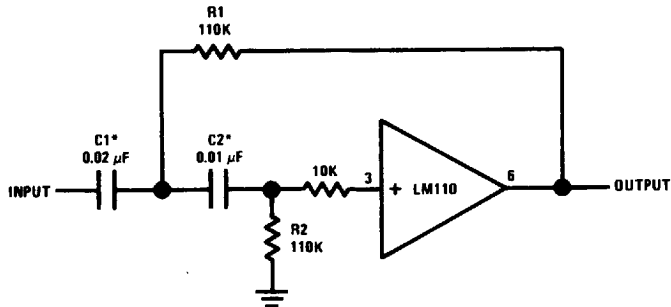 R1
110K
C1*
0.02 μF
C2*
0.01 μF
INPUT
10K
3
+
LM110
6
OUTPUT
R2
110K